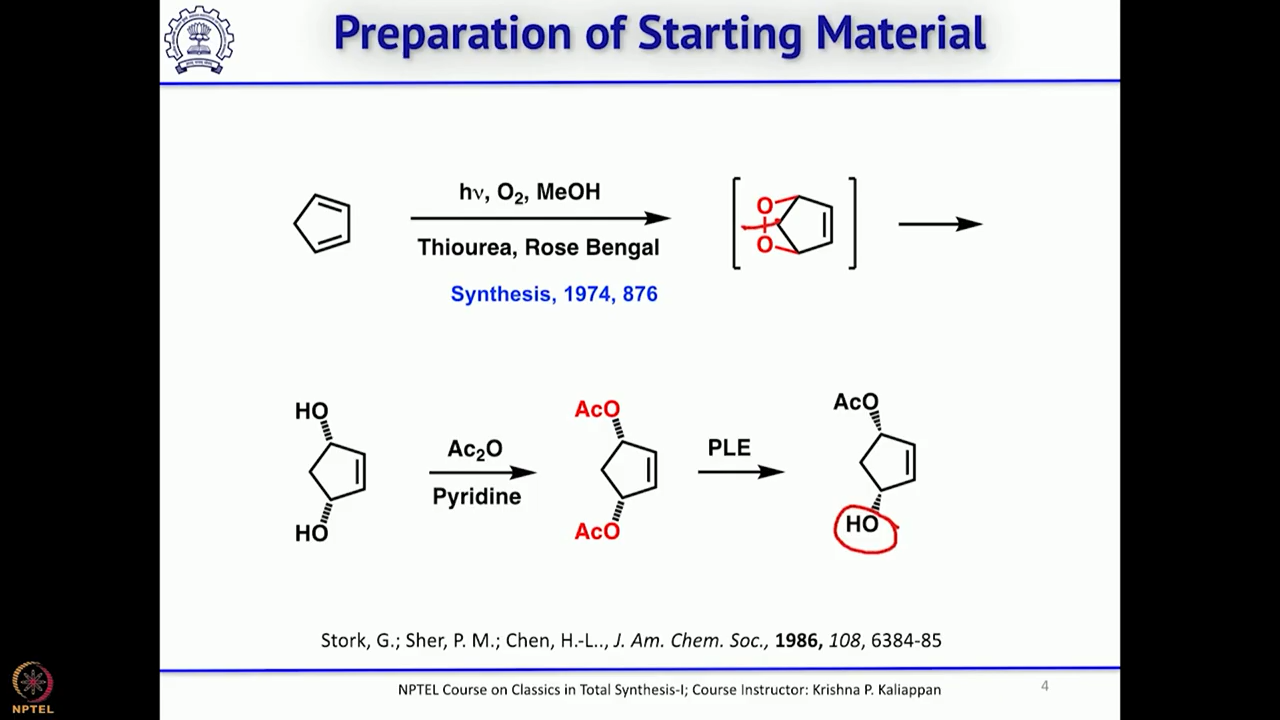 Preparation of Starting Material
hν, O2, MeOH
Thiourea, Rose Bengal
Synthesis, 1974, 876
O
O
HO
HO
Ac2O
Pyridine
AcO
AcO
PLE
AcO
HO
Stork, G.; Sher, P. M.; Chen, H.-L.., J. Am. Chem. Soc., 1986, 108, 6384-85
NPTEL Course on Classics in Total Synthesis-I; Course Instructor: Krishna P. Kaliappan
4
NPTEL